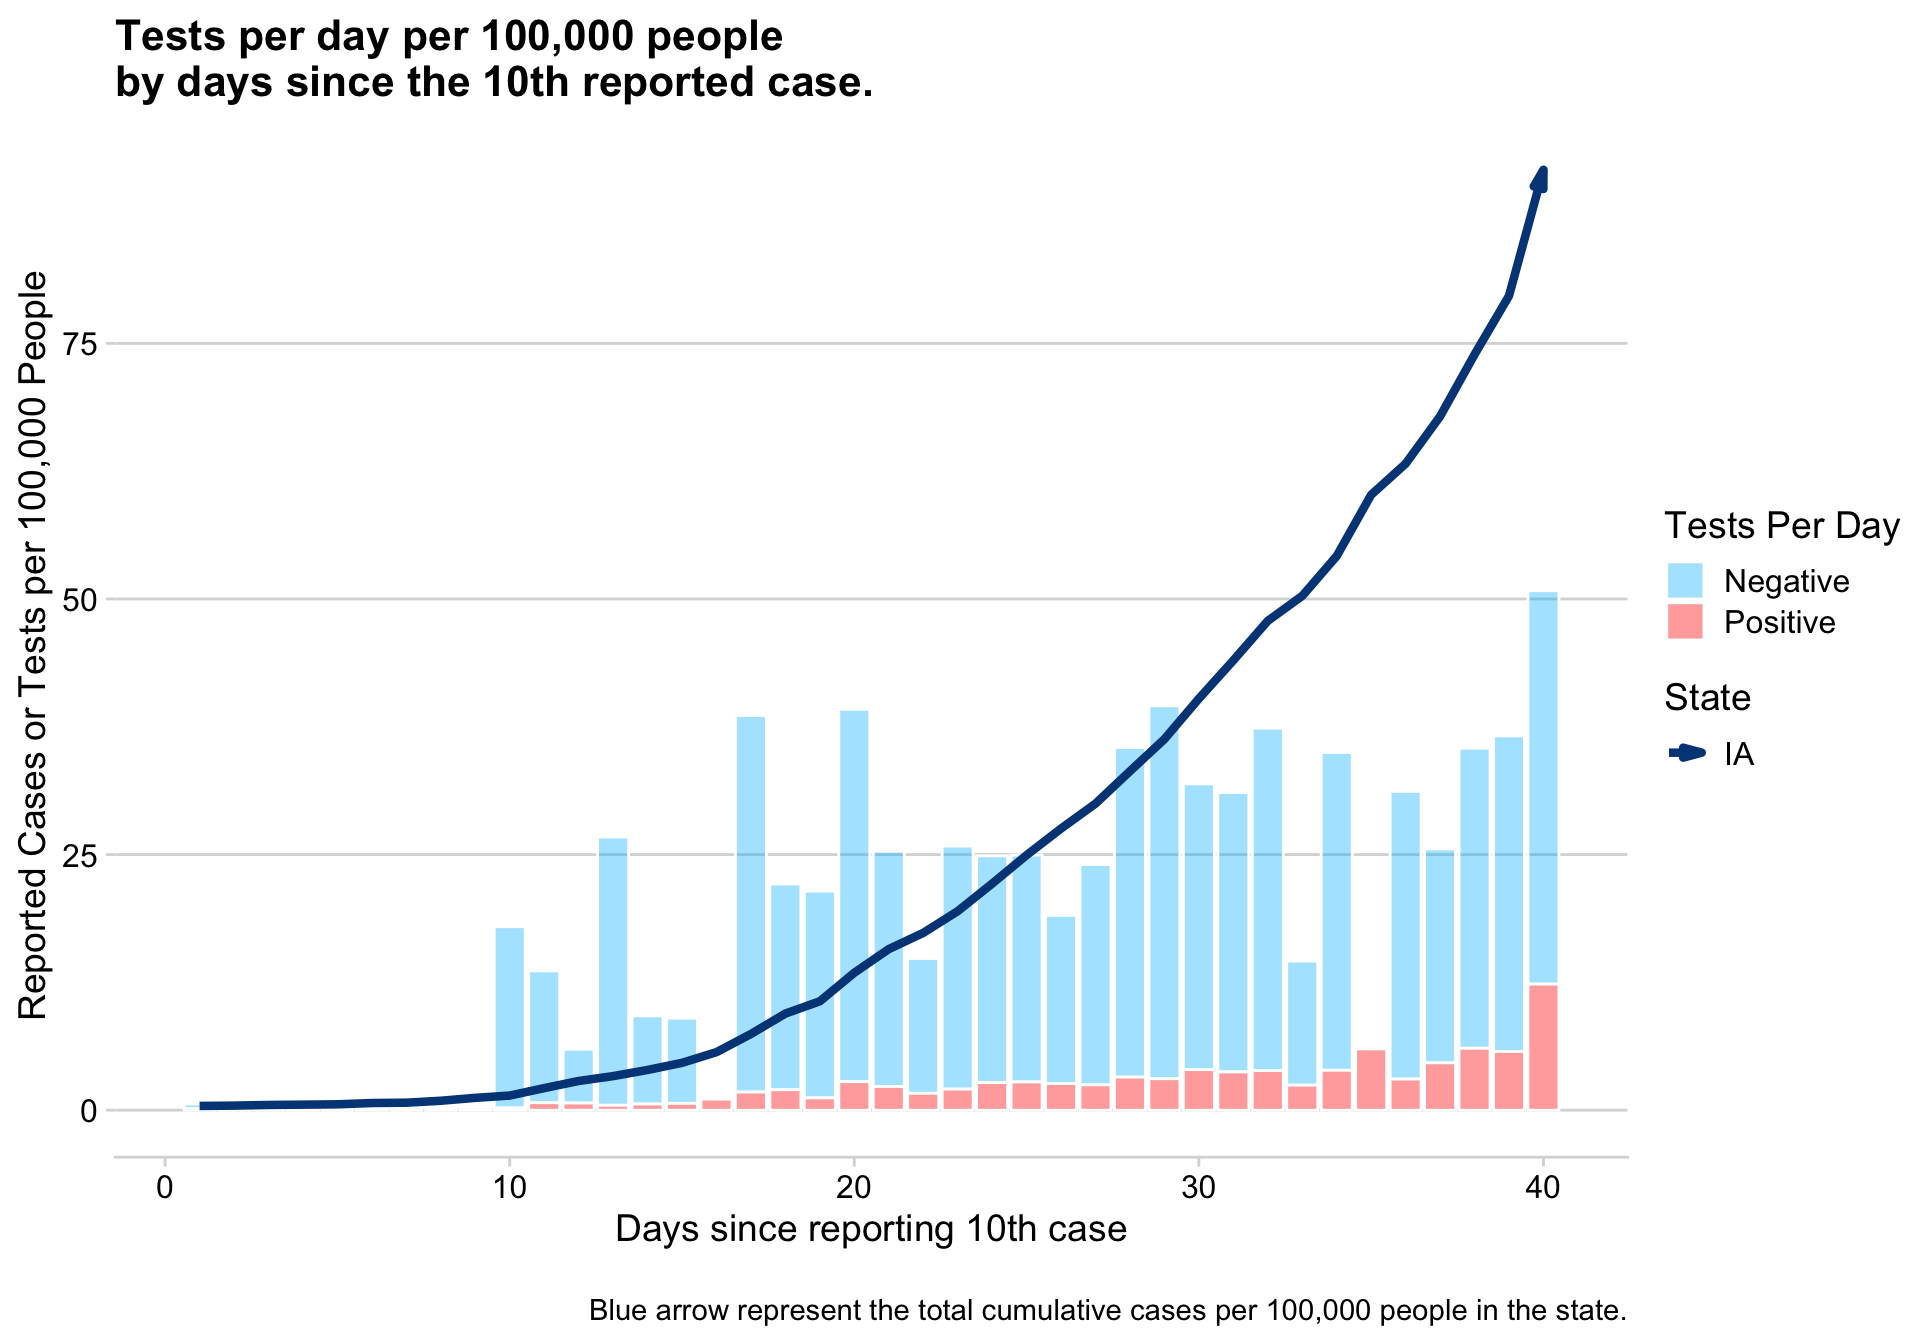 Tests per day per 100,000 people
by days since the 10th reported case.
Reported Cases or Tests per 100,000 People
75
50
25
0
0
10
20
30
40
Days since reporting 10th case
Tests Per Day
Negative
Positive
State
IA
Blue arrow represent the total cumulative cases per 100,000 people in the state.